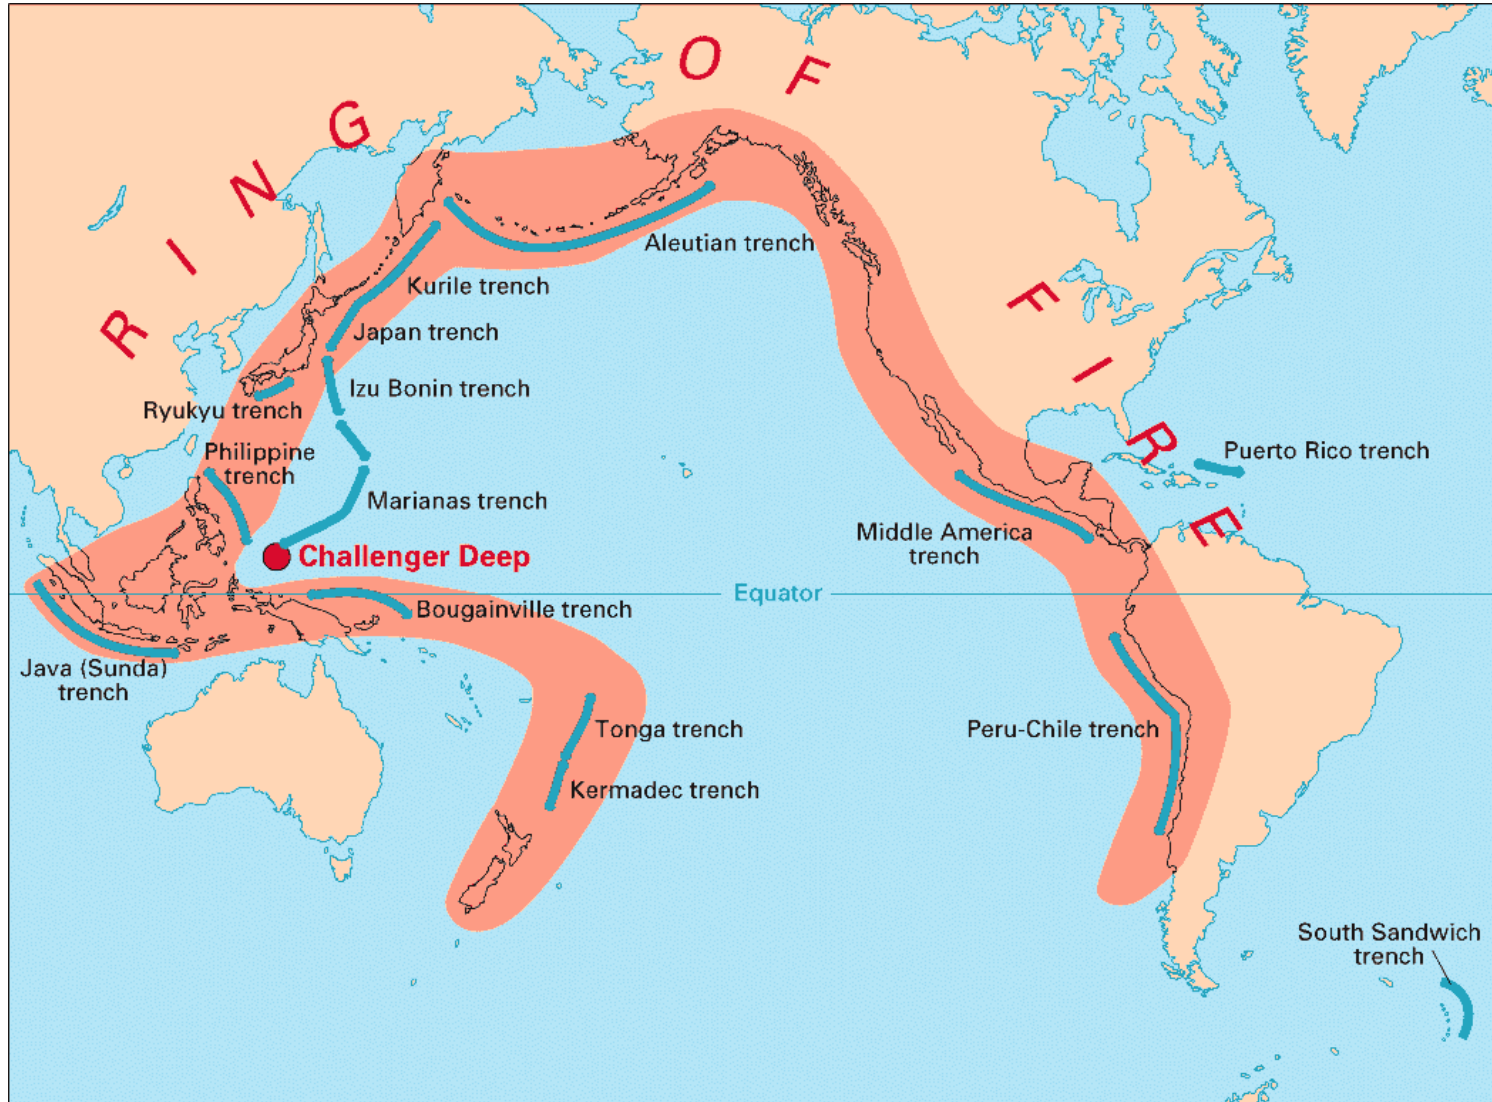 RING OF FIRE
Aleutian trench
Kurile trench
Japan trench
Izu Bonin trench
Ryukyu trench
Philippine
trench
Marianas trench
Challenger Deep
Puerto Rico trench
Middle America
trench
Equator
Bougainville trench
Java (Sunda)
trench
Tonga trench
Peru-Chile trench
Kermadec trench
South Sandwich
trench